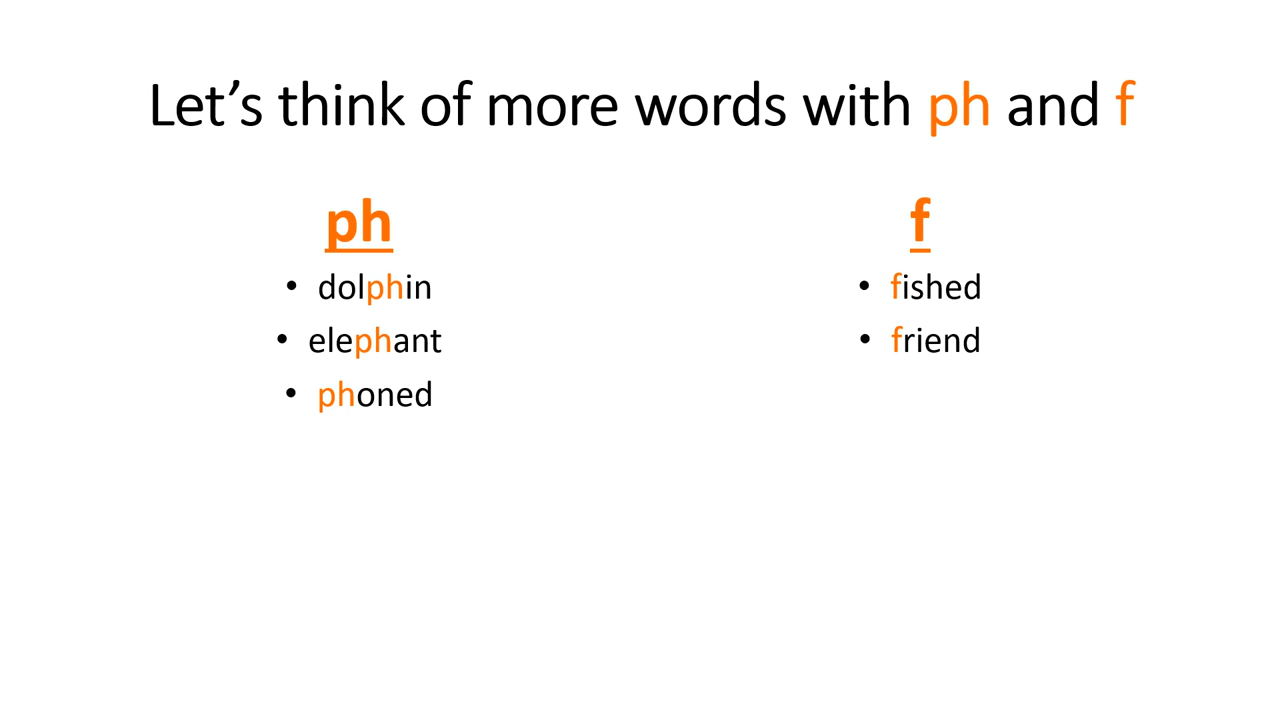 Let’s think of more words with ph and f
ph
• dolphin
• elephant
• phoned
f
• fished
• friend